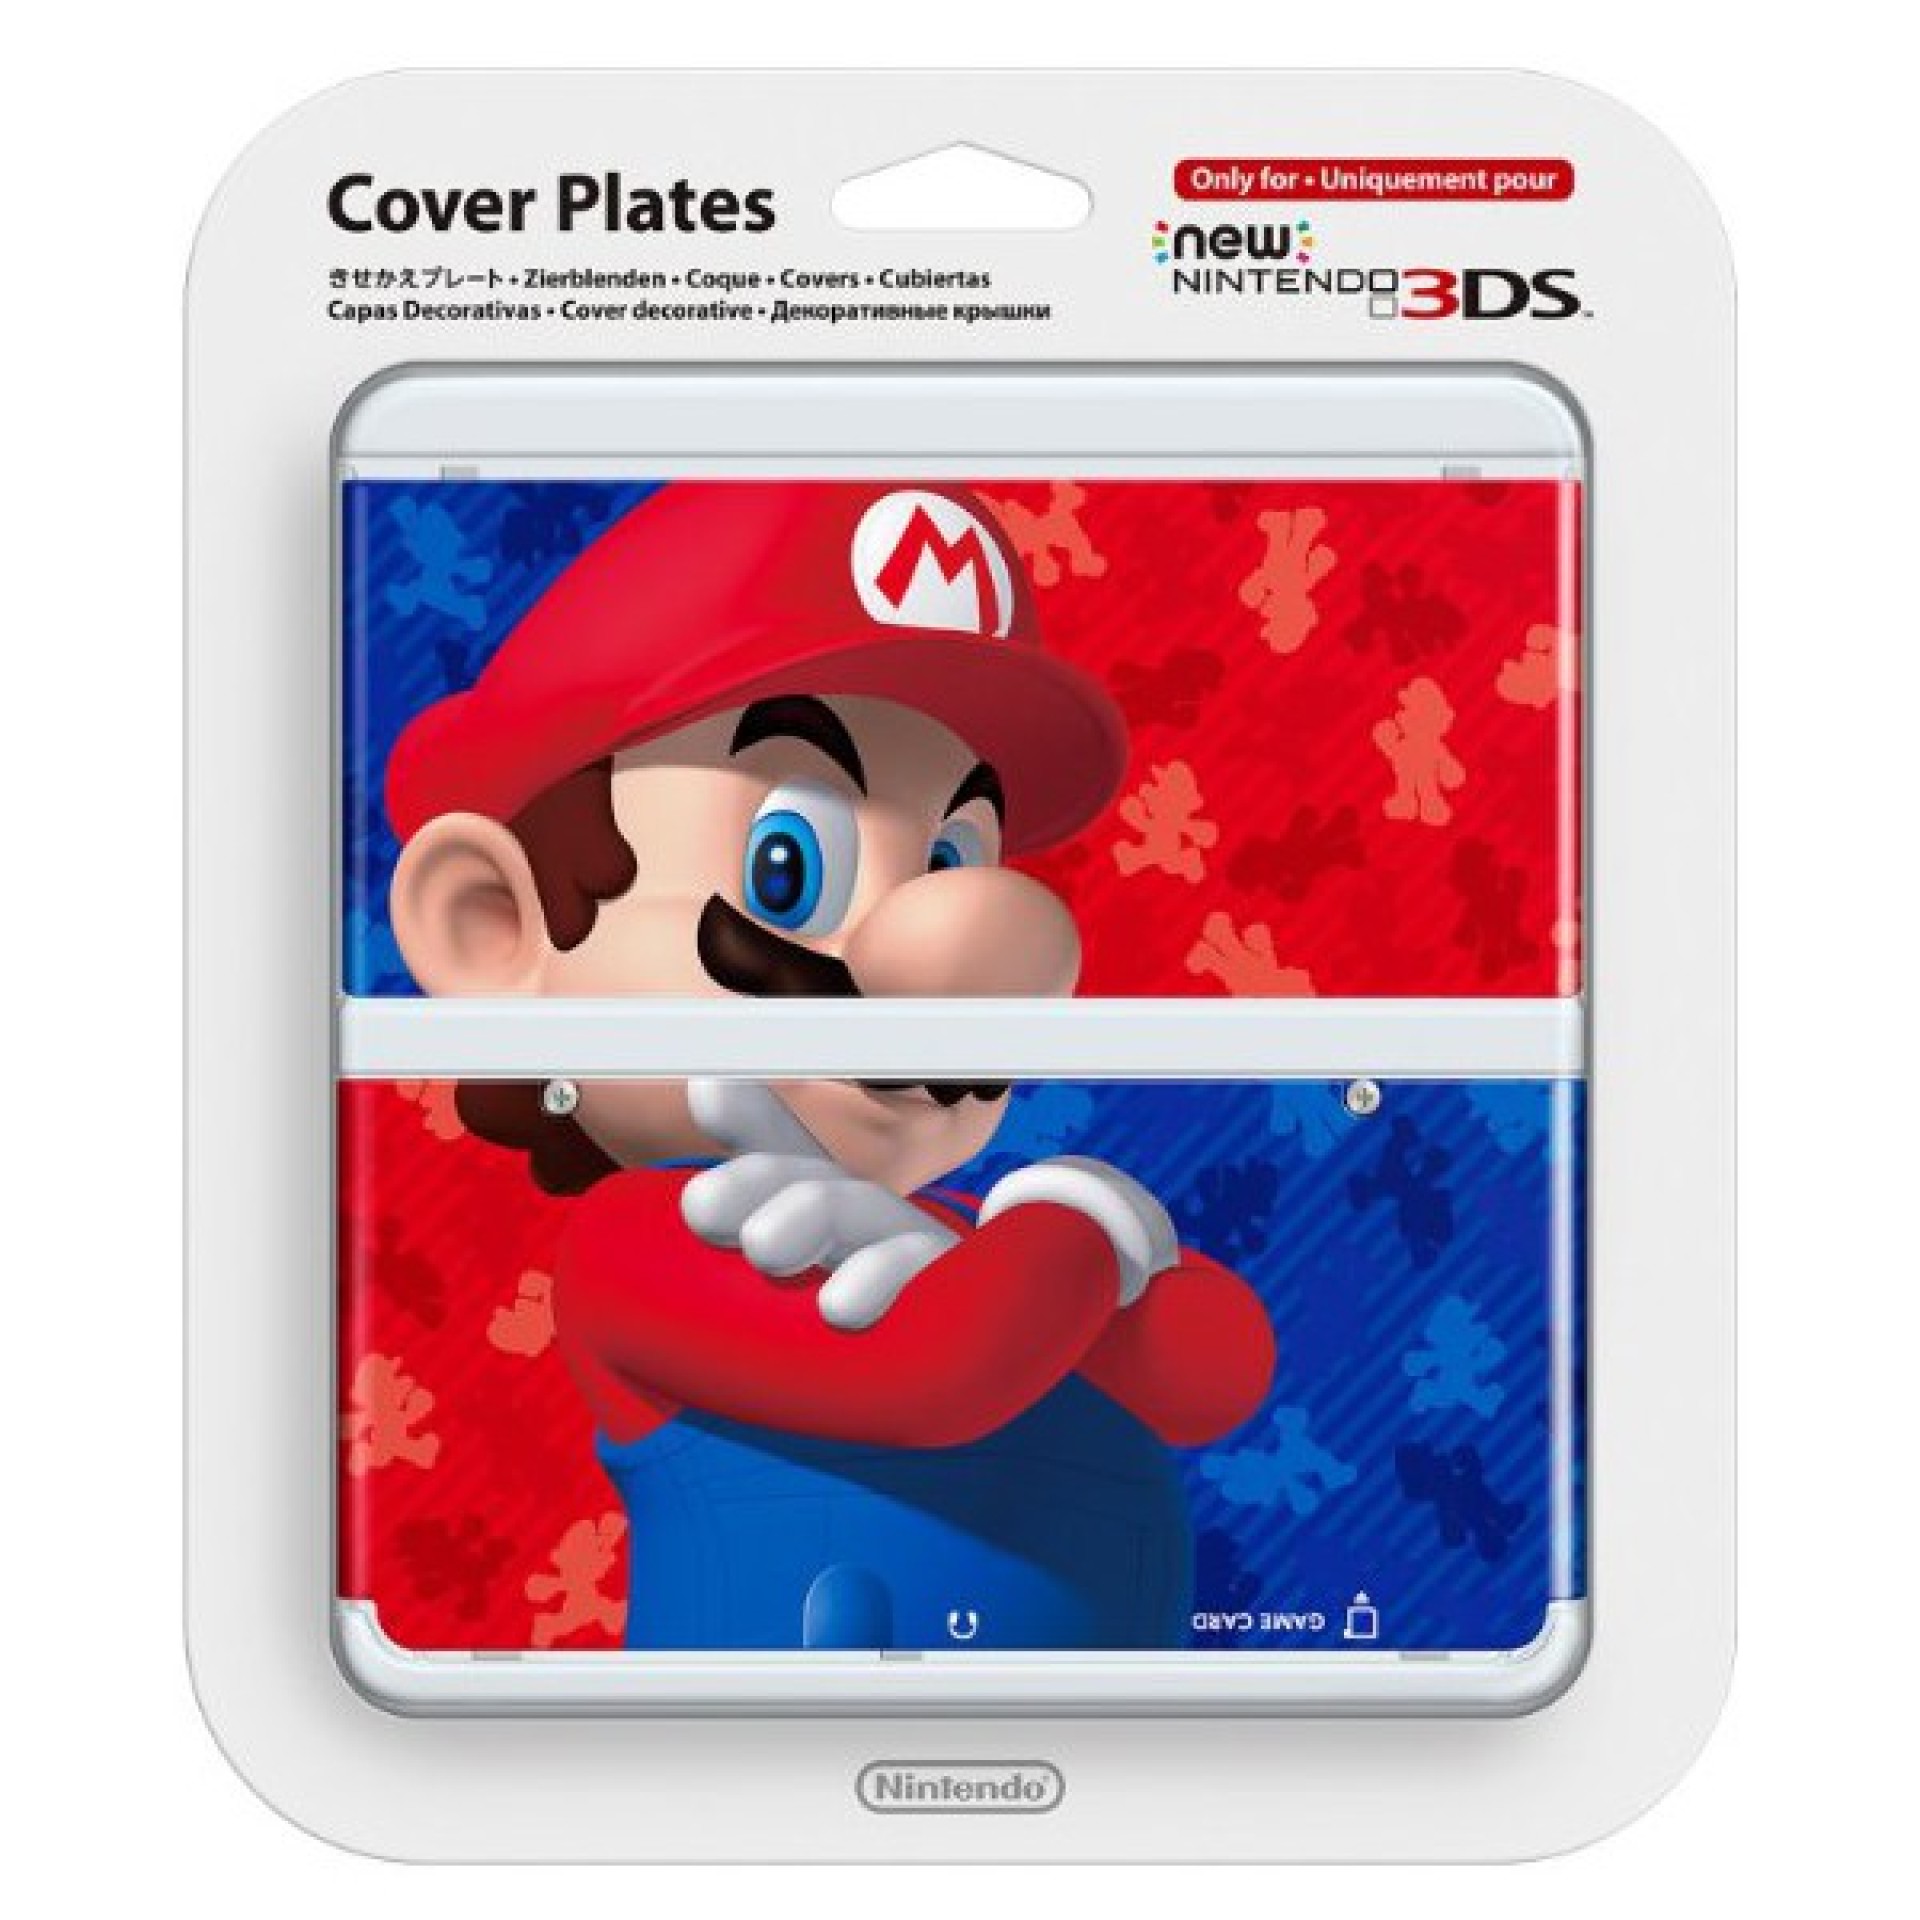 Cover Plates
きせかえプレート • Zierblenden • Coque • Covers • Cubiertas
Capas Decorativas • Cover decorative • Декоративные крышки
Only for • Uniquement pour
new
NINTENDO 3DS™
M
GAME CARD
Nintendo®